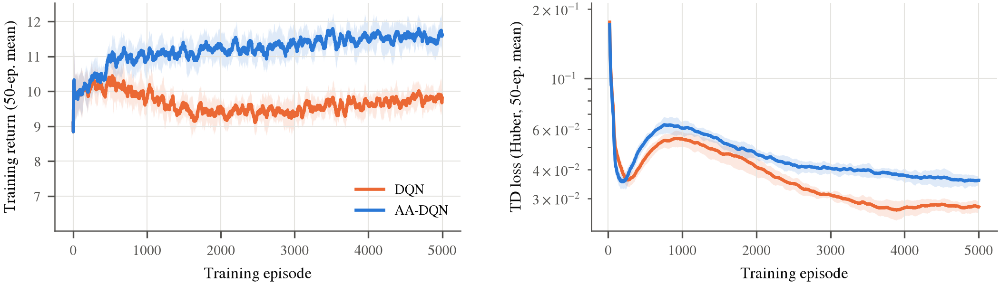 Training return (50-ep. mean)
12
11
10
9
8
7
DQN
AA-DQN
0 1000 2000 3000 4000 5000
Training episode
TD loss (Huber, 50-ep. mean)
2 × 10⁻¹
10⁻¹
6 × 10⁻²
4 × 10⁻²
3 × 10⁻²
0 1000 2000 3000 4000 5000
Training episode